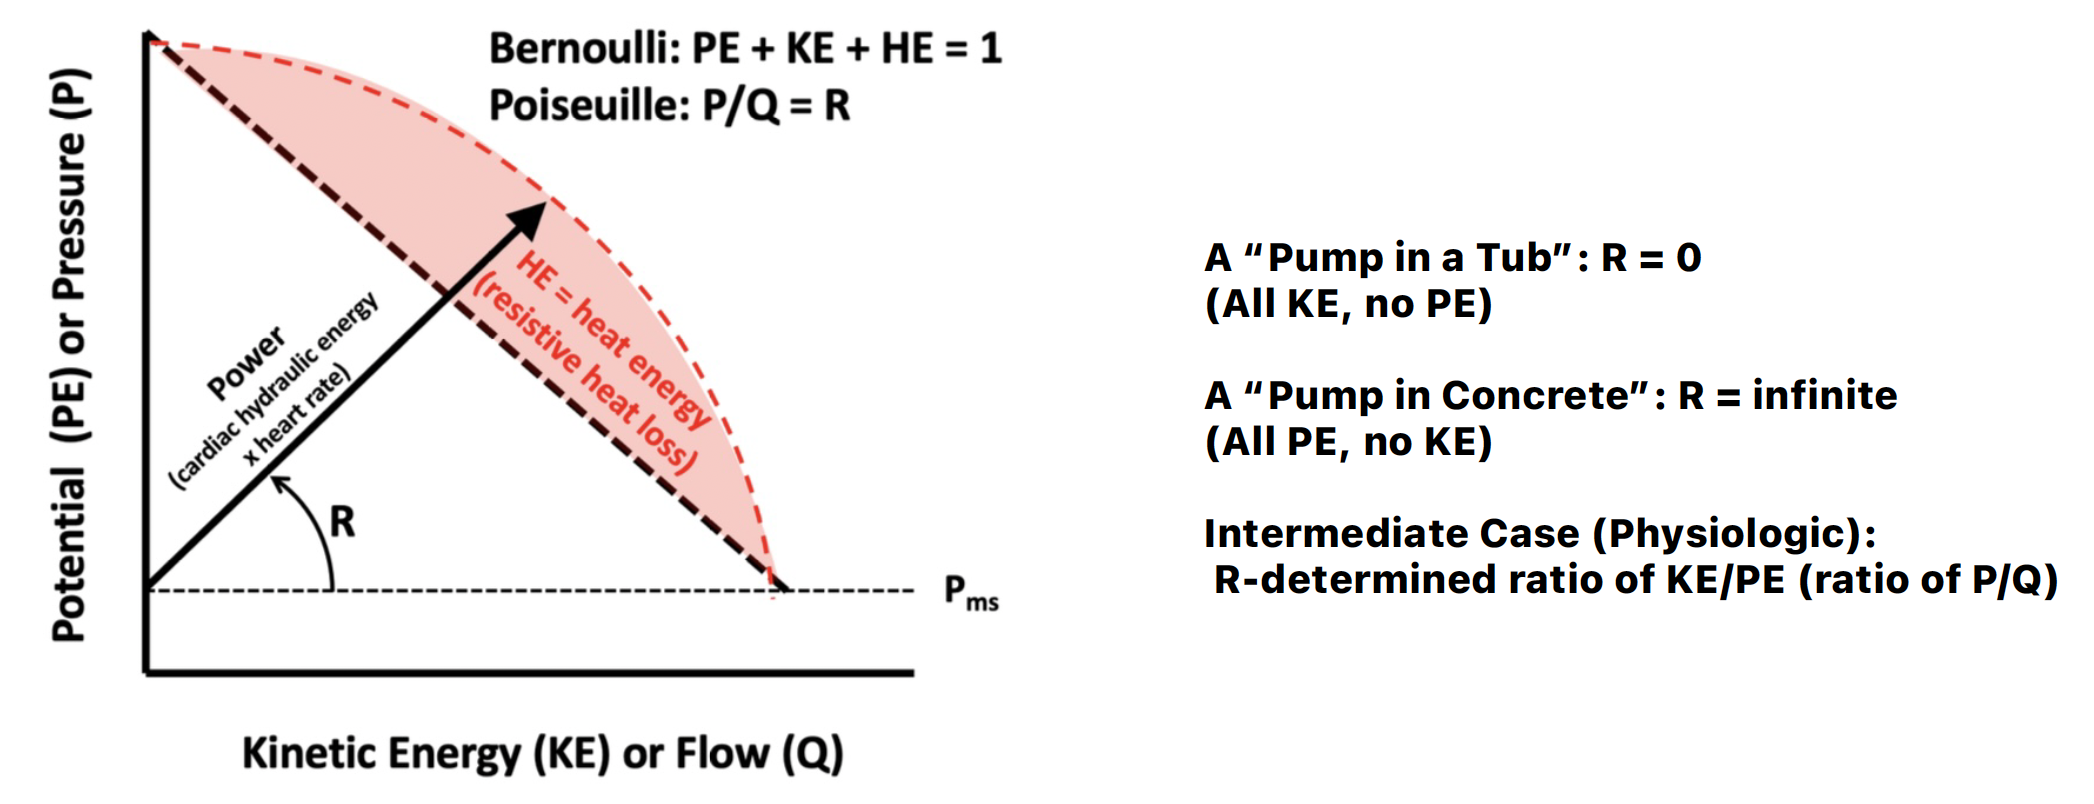 Bernoulli: PE + KE + HE = 1
Poiseuille: P/Q = R
Potential (PE) or Pressure (P)
Power
(cardiac hydraulic energy
x heart rate)
HE = heat energy
(resistive heat loss)
R
Pms
Kinetic Energy (KE) or Flow (Q)
A “Pump in a Tub”: R = 0
(All KE, no PE)
A “Pump in Concrete”: R = infinite
(All PE, no KE)
Intermediate Case (Physiologic):
R-determined ratio of KE/PE (ratio of P/Q)